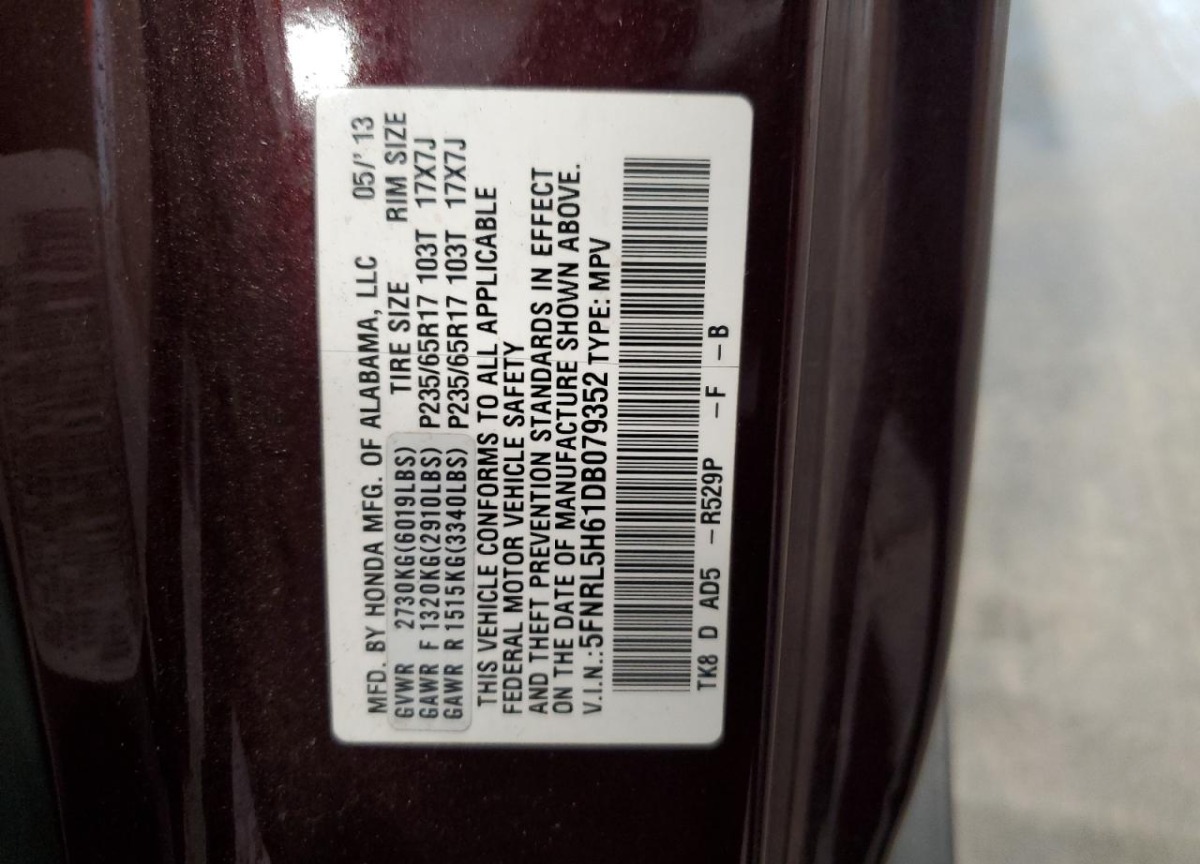 MFD. BY HONDA MFG. OF ALABAMA, LLC 05/' 13
GVWR 2730KG(6019LBS) TIRE SIZE RIM SIZE
GAWR F 1320KG(2910LBS) P235/65R17 103T 17X7J
GAWR R 1515KG(3340LBS) P235/65R17 103T 17X7J
THIS VEHICLE CONFORMS TO ALL APPLICABLE
FEDERAL MOTOR VEHICLE SAFETY
AND THEFT PREVENTION STANDARDS IN EFFECT
ON THE DATE OF MANUFACTURE SHOWN ABOVE.
V.I.N.:5FNRL5H61DB079352 TYPE: MPV
TK8 D AD5 -R529P -F -B